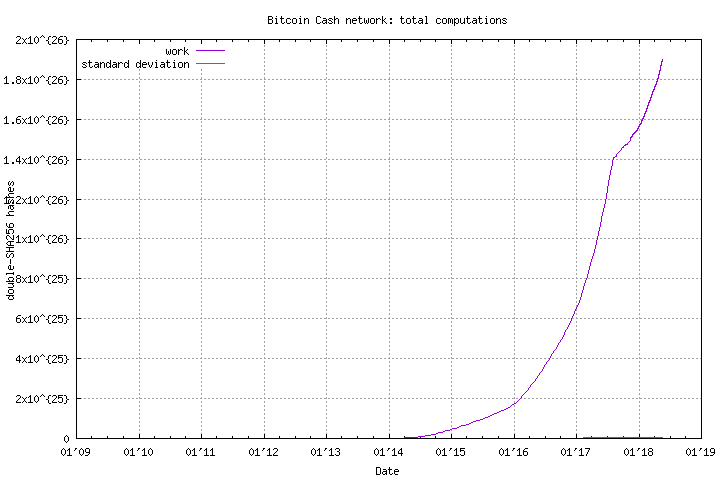 Bitcoin Cash network: total computations
work
standard deviation
2x10^{26}
1.8x10^{26}
1.6x10^{26}
1.4x10^{26}
1.2x10^{26}
1x10^{26}
8x10^{25}
6x10^{25}
4x10^{25}
2x10^{25}
0
double-SHA256 hashes
01'09 01'10 01'11 01'12 01'13 01'14 01'15 01'16 01'17 01'18 01'19
Date